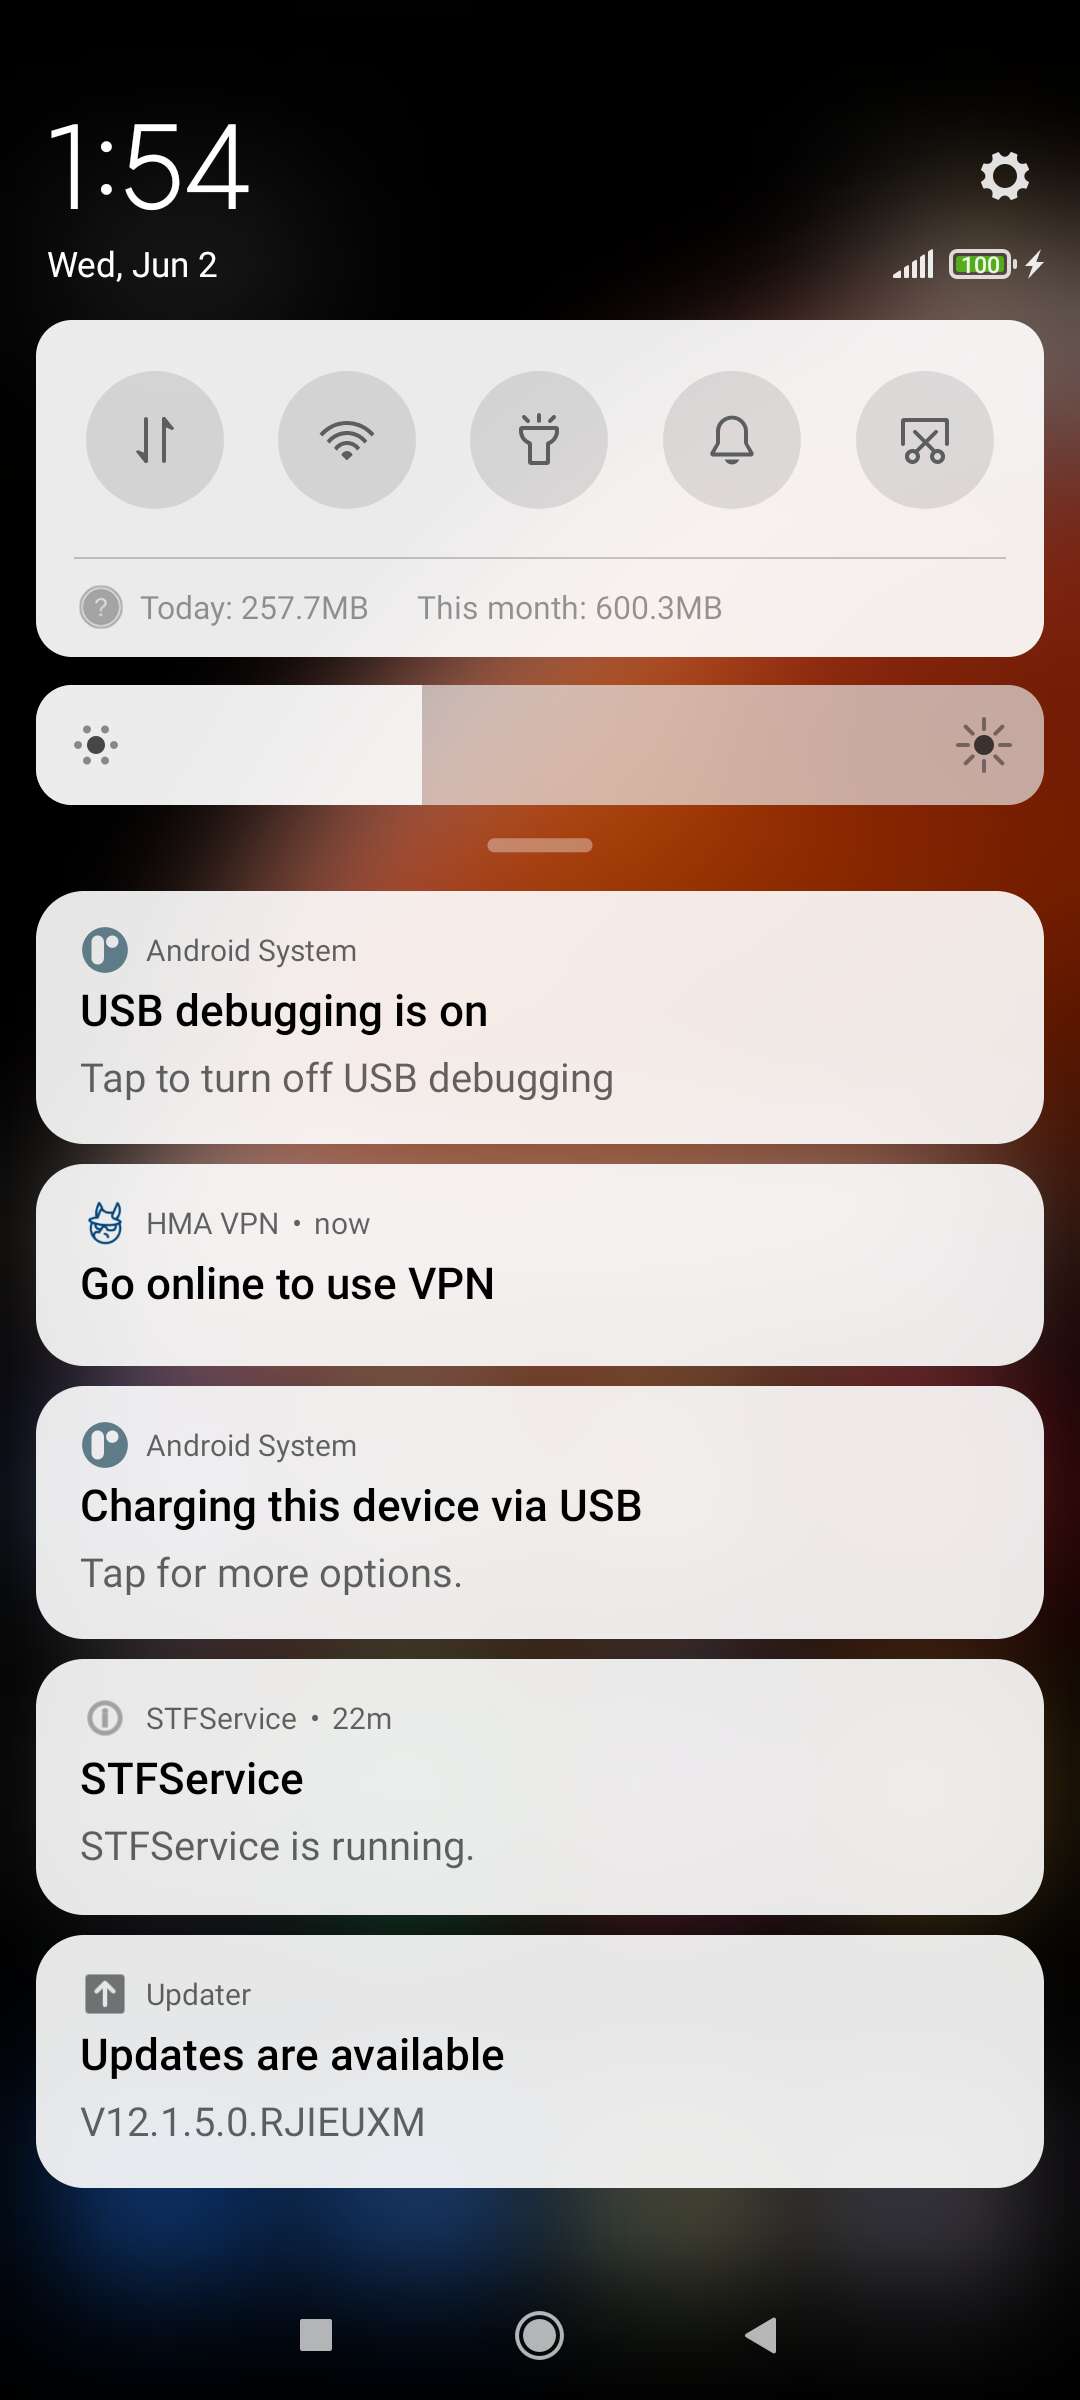 1:54
Wed, Jun 2
100
? Today: 257.7MB This month: 600.3MB
Android System
USB debugging is on
Tap to turn off USB debugging
HMA VPN • now
Go online to use VPN
Android System
Charging this device via USB
Tap for more options.
STFService • 22m
STFService
STFService is running.
Updater
Updates are available
V12.1.5.0.RJIEUXM